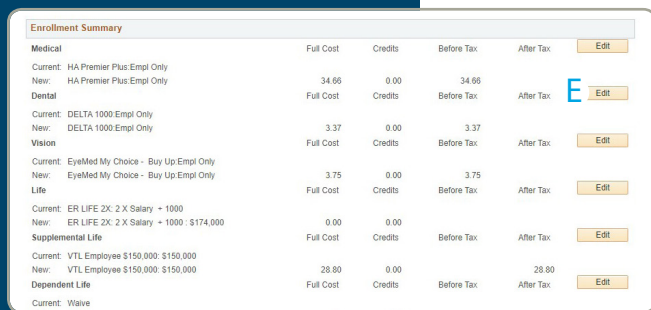 Enrollment Summary
Medical Full Cost Credits Before Tax After Tax Edit
Current: HA Premier Plus:Empl Only
New: HA Premier Plus:Empl Only 34.66 0.00 34.66
Dental Full Cost Credits Before Tax After Tax E Edit
Current: DELTA 1000:Empl Only
New: DELTA 1000:Empl Only 3.37 0.00 3.37
Vision Full Cost Credits Before Tax After Tax Edit
Current: EyeMed My Choice - Buy Up:Empl Only
New: EyeMed My Choice - Buy Up:Empl Only 3.75 0.00 3.75
Life Full Cost Credits Before Tax After Tax Edit
Current: ER LIFE 2X: 2 X Salary + 1000
New: ER LIFE 2X: 2 X Salary + 1000 : $174,000 0.00 0.00
Supplemental Life Full Cost Credits Before Tax After Tax Edit
Current: VTL Employee $150,000: $150,000
New: VTL Employee $150,000: $150,000 28.80 0.00 28.80
Dependent Life Full Cost Credits Before Tax After Tax Edit
Current: Waive